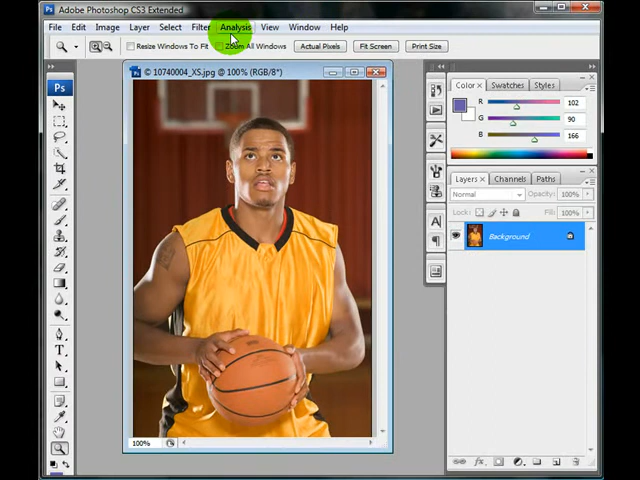 Adobe Photoshop CS3 Extended
File Edit Image Layer Select Filter Analysis View Window Help
Resize Windows To Fit Zoom All Windows Actual Pixels Fit Screen Print Size
Ps
© 10740004_XS.jpg @ 100% (RGB/8*)
Color Swatches Styles
R 102
G 90
B 166
Layers Channels Paths
Normal Opacity: 100%
Lock: Fill: 100%
Background
100%